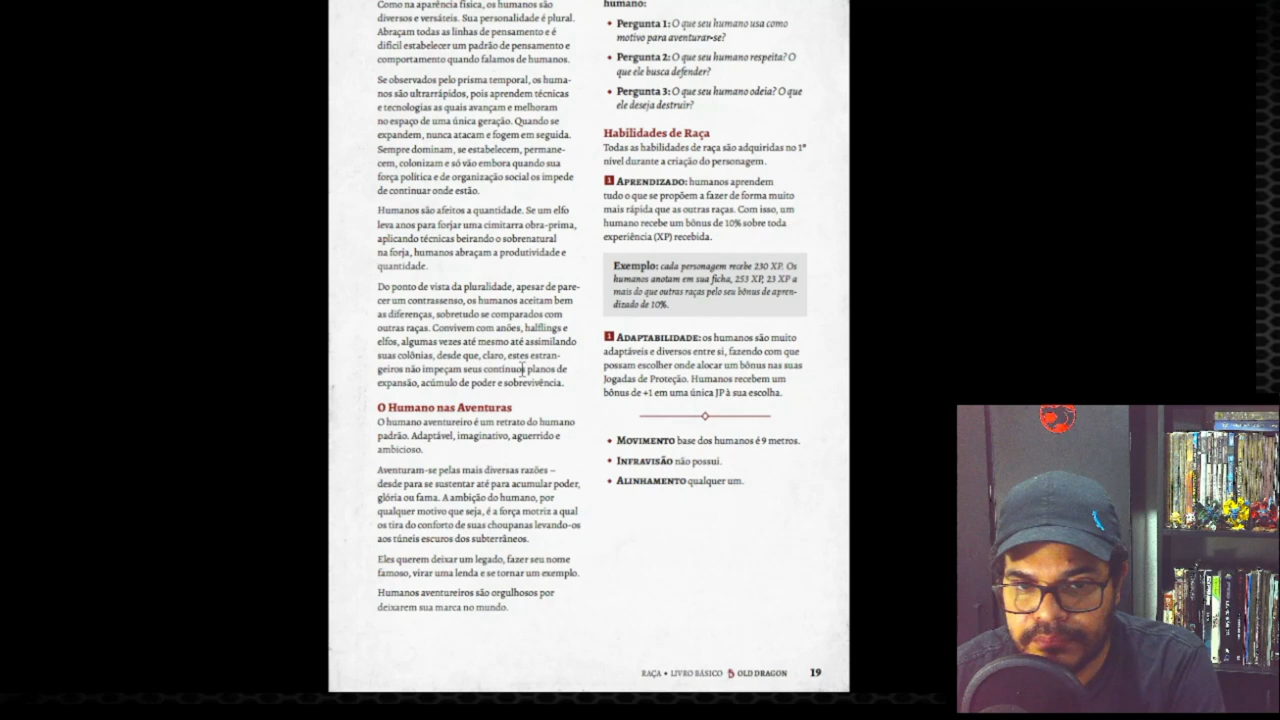 Como na aparência física, os humanos são
diversos e versáteis. Sua personalidade é plural.
Abraçam todas as linhas de pensamento e é
difícil estabelecer um padrão de pensamento e
comportamento quando falamos de humanos.
Se observados pelo prisma temporal, os huma-
nos são ultrarrápidos, pois aprendem técnicas
e tecnologias as quais avançam e melhoram
no espaço de uma única geração. Quando se
expandem, nunca atacam e fogem em seguida.
Sempre dominam, se estabelecem, permane-
cem, colonizam e só vão embora quando sua
força política e de organização social os impede
de continuar onde estão.
Humanos são afeitos a quantidade. Se um elfo
leva anos para forjar uma cimitarra obra-prima,
aplicando técnicas beirando o sobrenatural
na forja, humanos abraçam a produtividade e
quantidade.
Do ponto de vista da pluralidade, apesar de pare-
cer um contrassenso, os humanos aceitam bem
as diferenças, sobretudo se comparados com
outras raças. Convivem com anões, halflings e
elfos, algumas vezes até mesmo até assimilando
suas colônias, desde que, claro, estes estran-
geiros não impeçam seus contínuos planos de
expansão, acúmulo de poder e sobrevivência.
O Humano nas Aventuras
O humano aventureiro é um retrato do humano
padrão. Adaptável, imaginativo, aguerrido e
ambicioso.
Aventuram-se pelas mais diversas razões –
desde para se sustentar até para acumular poder,
glória ou fama. A ambição do humano, por
qualquer motivo que seja, é a força motriz a qual
os tira do conforto de suas choupanas levando-os
aos túneis escuros dos subterrâneos.
Eles querem deixar um legado, fazer seu nome
famoso, virar uma lenda e se tornar um exemplo.
Humanos aventureiros são orgulhosos por
deixarem sua marca no mundo.
humano:
• Pergunta 1: O que seu humano usa como
motivo para aventurar-se?
• Pergunta 2: O que seu humano respeita? O
que ele busca defender?
• Pergunta 3: O que seu humano odeia? O que
ele deseja destruir?
Habilidades de Raça
Todas as habilidades de raça são adquiridas no 1º
nível durante a criação do personagem.
1 APRENDIZADO: humanos aprendem
tudo o que se propõem a fazer de forma muito
mais rápida que as outras raças. Com isso, um
humano recebe um bônus de 10% sobre toda
experiência (XP) recebida.
Exemplo: cada personagem recebe 230 XP. Os
humanos anotam em sua ficha, 253 XP, 23 XP a
mais do que outras raças pelo seu bônus de apren-
dizado de 10%.
1 ADAPTABILIDADE: os humanos são muito
adaptáveis e diversos entre si, fazendo com que
possam escolher onde alocar um bônus nas suas
Jogadas de Proteção. Humanos recebem um
bônus de +1 em uma única JP à sua escolha.
• MOVIMENTO base dos humanos é 9 metros.
• INFRAVISÃO não possui.
• ALINHAMENTO qualquer um.
RAÇA • LIVRO BÁSICO OLD DRAGON 19